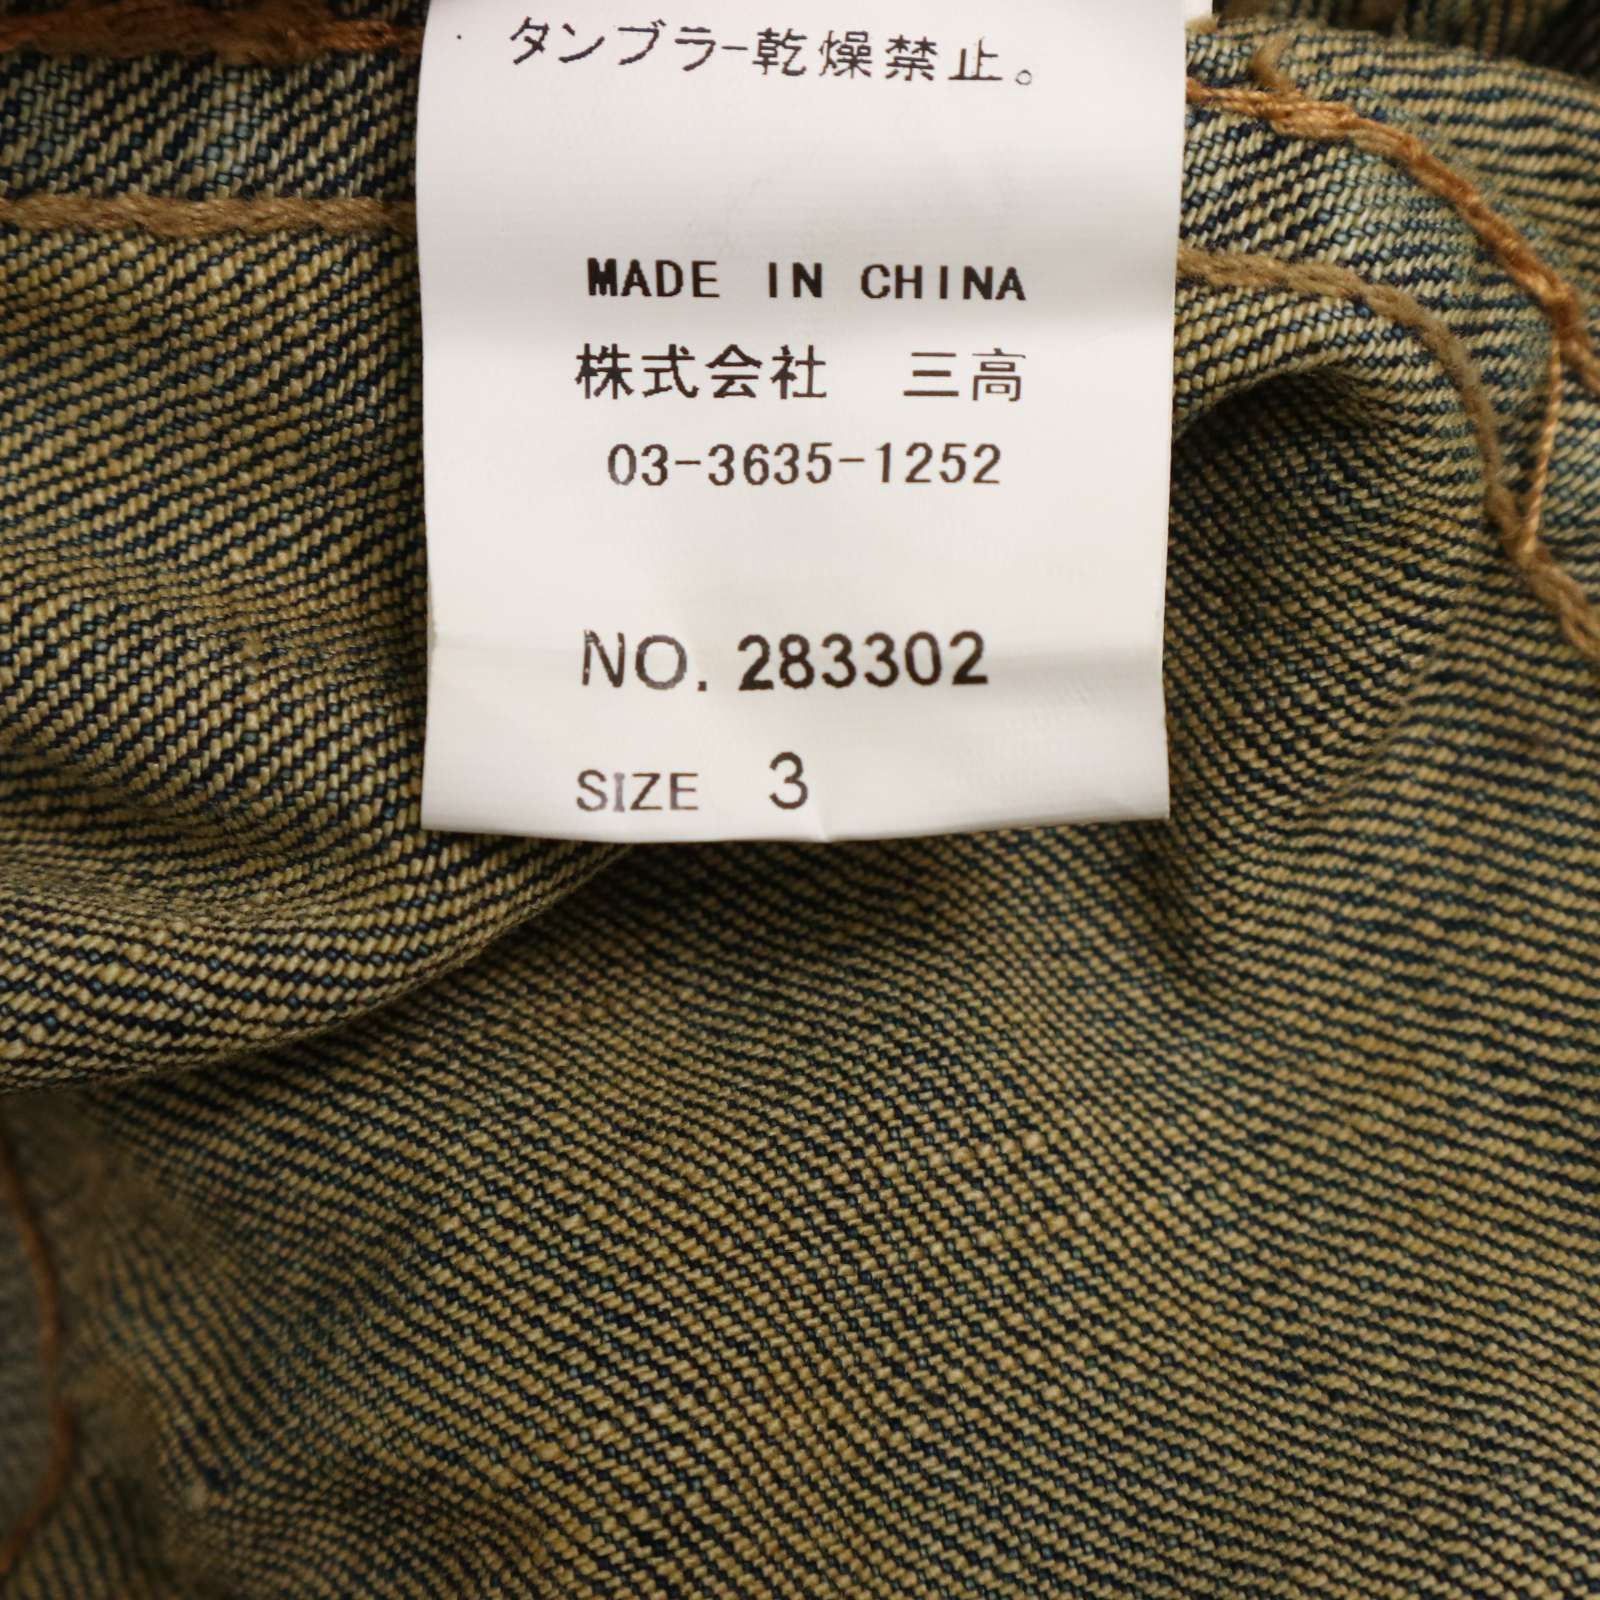 タンブラー乾燥禁止。
MADE IN CHINA
株式会社　三高
03-3635-1252
NO. 283302
SIZE 3